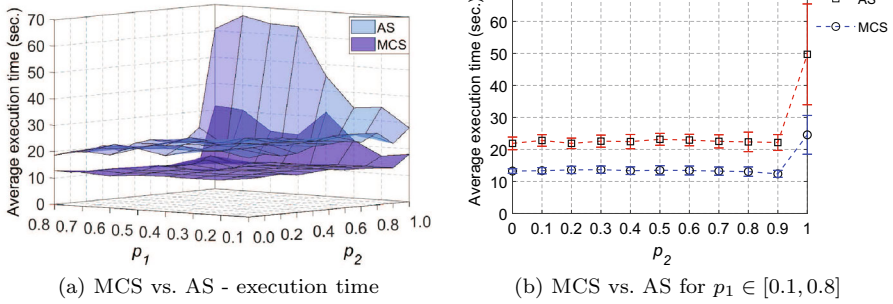 AS
MCS
Average execution time (sec.)
70
60
50
40
30
20
10
0
0.8 0.7 0.6 0.5 0.4 0.3 0.2 0.1
p1
0.0 0.2 0.4 0.6 0.8 1.0
p2
(a) MCS vs. AS - execution time
AS
MCS
Average execution time (sec.)
60
50
40
30
20
10
0
0 0.1 0.2 0.3 0.4 0.5 0.6 0.7 0.8 0.9 1
p2
(b) MCS vs. AS for p1 ∈ [0.1, 0.8]